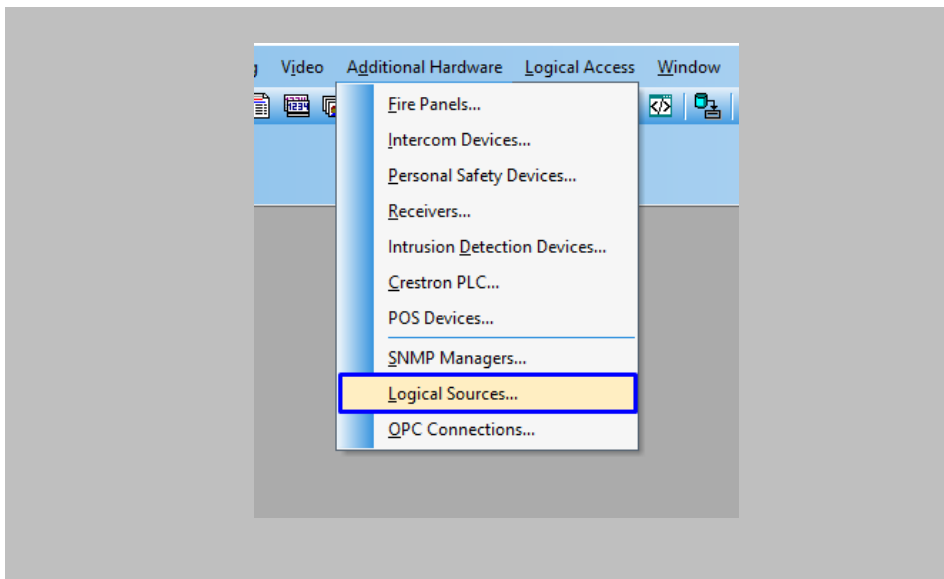 Video Additional Hardware Logical Access Window
Fire Panels...
Intercom Devices...
Personal Safety Devices...
Receivers...
Intrusion Detection Devices...
Crestron PLC...
POS Devices...
SNMP Managers...
Logical Sources...
OPC Connections...